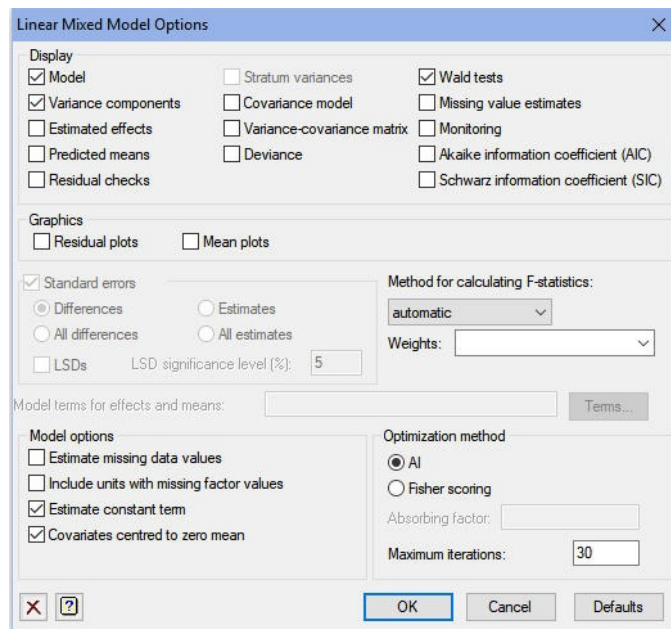 Linear Mixed Model Options
Display
Model
Stratum variances
Wald tests
Variance components
Covariance model
Missing value estimates
Estimated effects
Variance-covariance matrix
Monitoring
Predicted means
Deviance
Akaike information coefficient (AIC)
Residual checks
Schwarz information coefficient (SIC)
Graphics
Residual plots
Mean plots
Standard errors
Differences
Estimates
All differences
All estimates
LSDs
LSD significance level (%):
5
Method for calculating F-statistics:
automatic
Weights:
Model terms for effects and means:
Terms...
Model options
Estimate missing data values
Include units with missing factor values
Estimate constant term
Covariates centred to zero mean
Optimization method
AI
Fisher scoring
Absorbing factor:
Maximum iterations:
30
?
OK
Cancel
Defaults